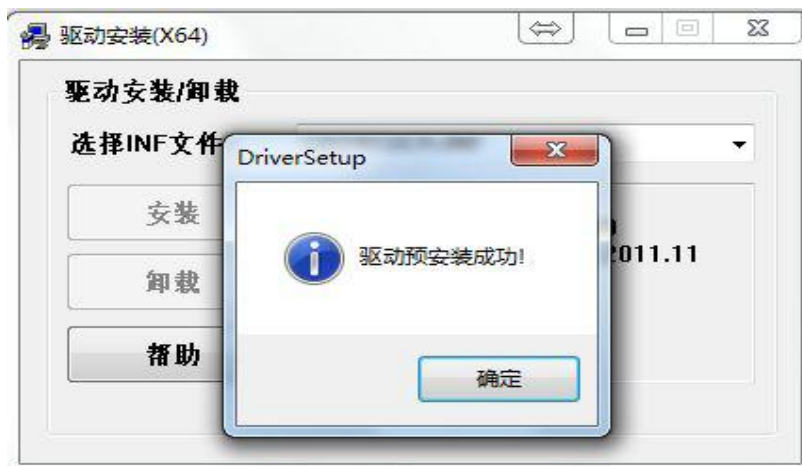 驱动安装(X64)
驱动安装/卸载
选择INF文件
DriverSetup
安装
驱动预安装成功!
2011.11
卸载
帮助
确定